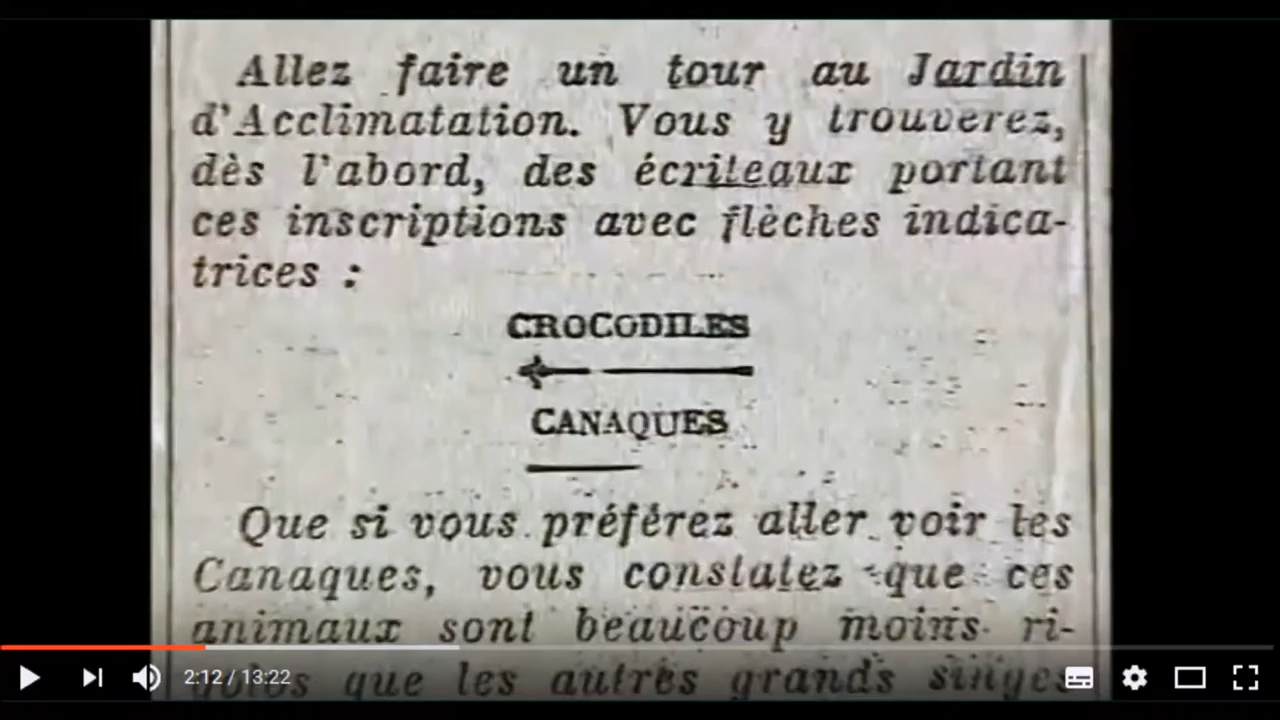 Allez faire un tour au Jardin
d'Acclimatation. Vous y trouverez,
dès l'abord, des écriteaux portant
ces inscriptions avec flèches indica-
trices :
CROCODILES
CANAQUES
Que si vous préférez aller voir les
Canaques, vous constatez que ces
animaux sont beaucoup moins ri-
que les autres grands singes
2:12 / 13:22